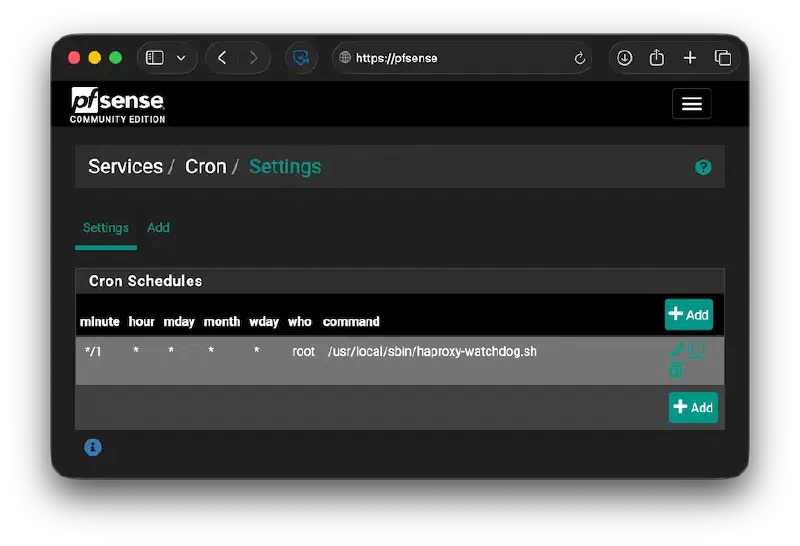 https://pfsense
pfsense
COMMUNITY EDITION
Services / Cron / Settings
Settings Add
Cron Schedules
minute hour mday month wday who command
Add
*/1 * * * * root /usr/local/sbin/haproxy-watchdog.sh
Add